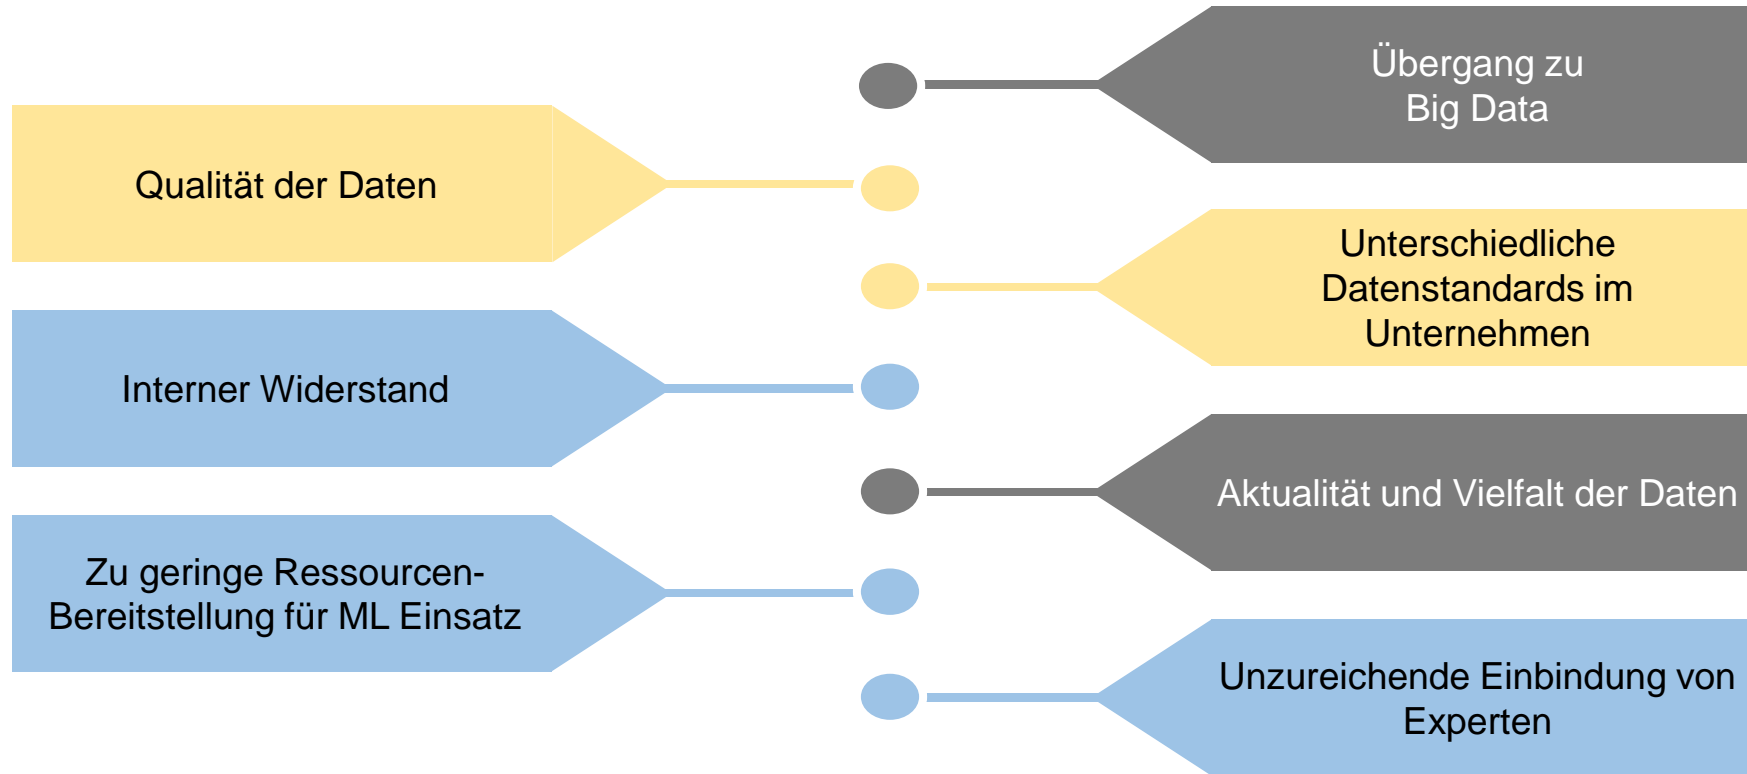 Übergang zu
Big Data
Qualität der Daten
Unterschiedliche
Datenstandards im
Unternehmen
Interner Widerstand
Aktualität und Vielfalt der Daten
Zu geringe Ressourcen-
Bereitstellung für ML Einsatz
Unzureichende Einbindung von
Experten